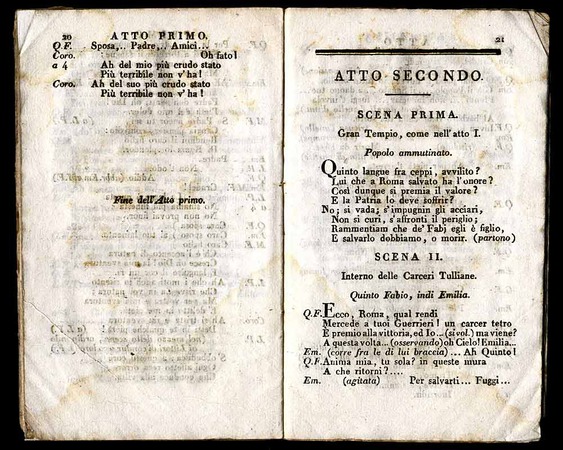 20
ATTO PRIMO.
Q.F. Sposa,.. Padre,.. Amici...
Coro. Oh fato!
a 4 Ah del mio più crudo stato
Più terribile non v'ha!
Coro. Ah del suo più crudo stato
Più terribile non v'ha!
Fine dell'Atto primo.
21
ATTO SECONDO.
SCENA PRIMA.
Gran Tempio, come nell'atto I.
Popolo ammutinato.
Quinto langue fra ceppi, avvilito?
Lui che a Roma salvato ha l'onore?
Così dunque si premia il valore?
E la Patria lo deve soffrir?
No; si vada; s'impugnin gli acciari,
Non si curi, s'affronti il periglio;
Rammentiam che de' Fabj egli è figlio,
E salvarlo dobbiamo, o morir. (partono)
SCENA II.
Interno delle Carceri Tulliane.
Quinto Fabio, indi Emilia.
Q.F. Ecco, Roma, qual rendi
Mercede a tuoi Guerrieri! un carcer tetro
È premio alla vittoria, ed Io... (si vol.) ma viene?
A questa volta... (osservando) oh Cielo! Emilia...
Em. (corre fra le di lui braccia) ... Ah Quinto!
Q.F. Anima mia, tu sola? in queste mura
A che ritorni?....
Em. (agitata) Per salvarti... Fuggi...